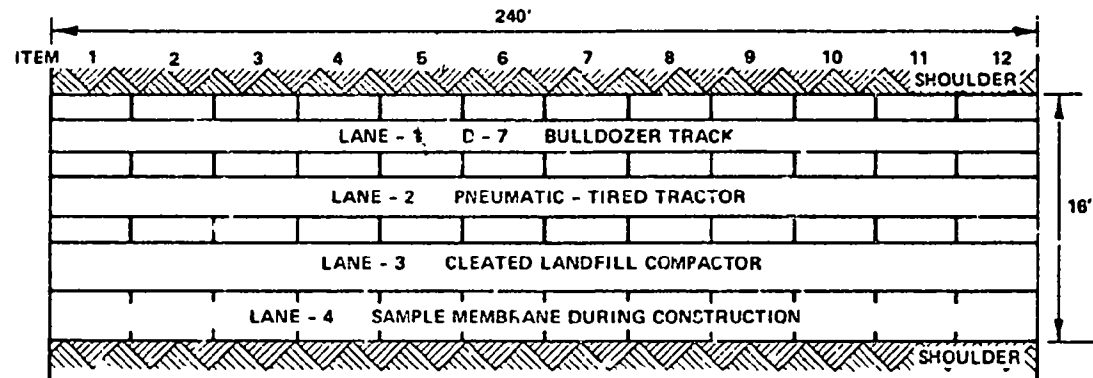 240'
ITEM 1 2 3 4 5 6 7 8 9 10 11 12
SHOULDER
LANE - 1 D - 7 BULLDOZER TRACK
LANE - 2 PNEUMATIC - TIRED TRACTOR
16'
LANE - 3 CLEATED LANDFILL COMPACTOR
LANE - 4 SAMPLE MEMBRANE DURING CONSTRUCTION
SHOULDER